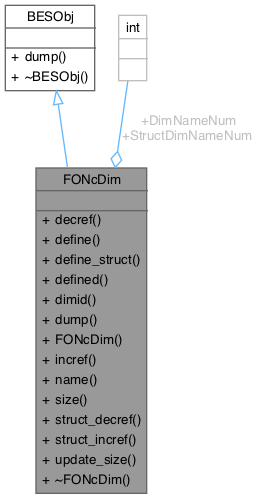 BESObj
+ dump()
+ ~BESObj()
int
+DimNameNum
+StructDimNameNum
FONcDim
+ decref()
+ define()
+ define_struct()
+ defined()
+ dimid()
+ dump()
+ FONcDim()
+ incref()
+ name()
+ size()
+ struct_decref()
+ struct_incref()
+ update_size()
+ ~FONcDim()